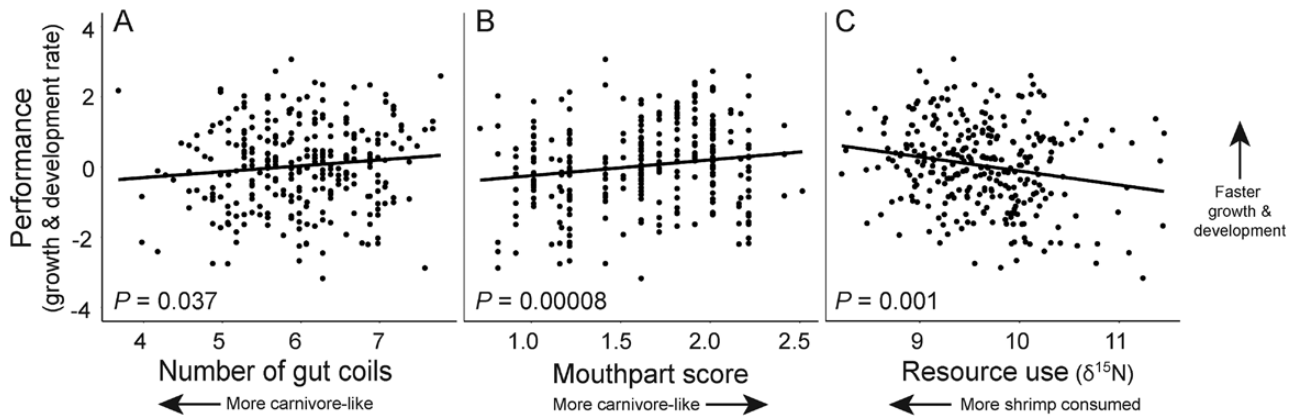 A
B
C
Performance
(growth & development rate)
4
2
0
-2
-4
P = 0.037
P = 0.00008
P = 0.001
4
5
6
7
1.0
1.5
2.0
2.5
9
10
11
Number of gut coils
Mouthpart score
Resource use (δ¹⁵N)
More carnivore-like
More carnivore-like
More shrimp consumed
Faster
growth &
development